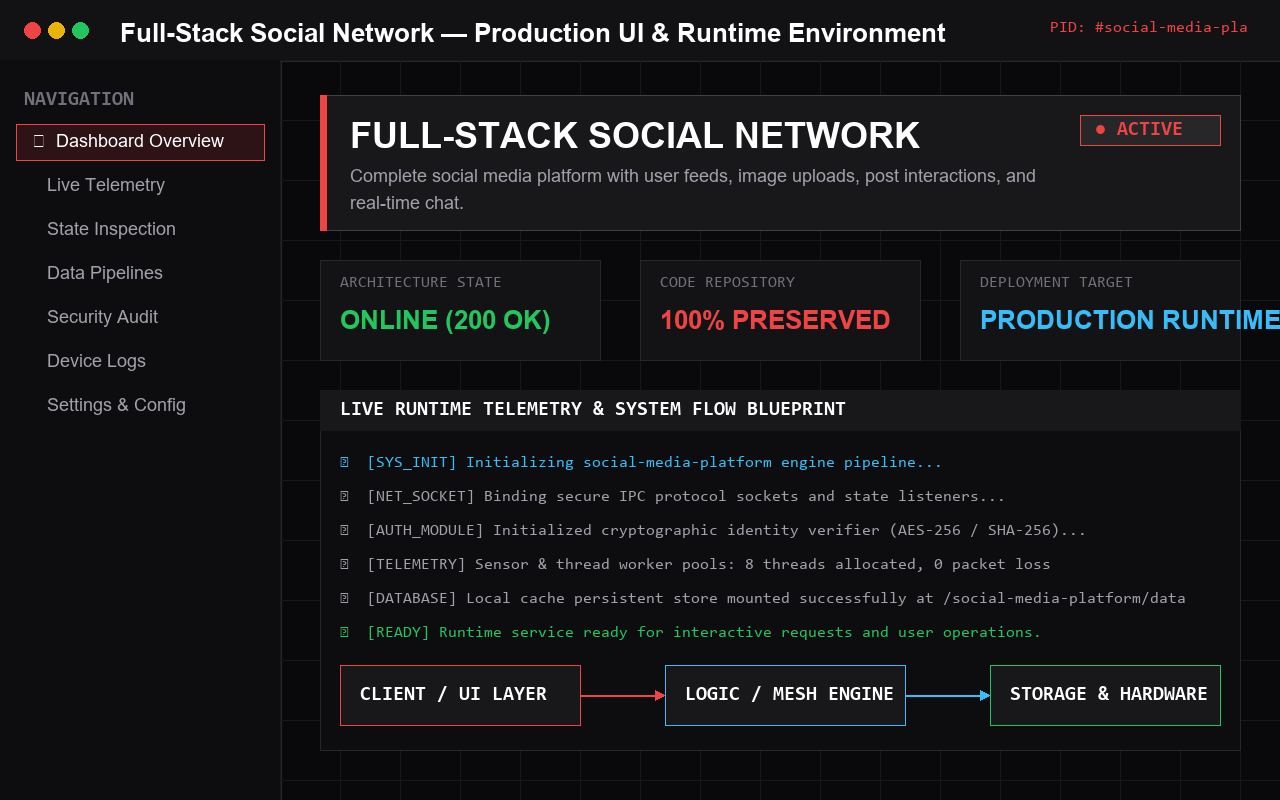 Full-Stack Social Network — Production UI & Runtime Environment
PID: #social-media-pla
NAVIGATION
Dashboard Overview
Live Telemetry
State Inspection
Data Pipelines
Security Audit
Device Logs
Settings & Config
FULL-STACK SOCIAL NETWORK
● ACTIVE
Complete social media platform with user feeds, image uploads, post interactions, and
real-time chat.
ARCHITECTURE STATE
ONLINE (200 OK)
CODE REPOSITORY
100% PRESERVED
DEPLOYMENT TARGET
PRODUCTION RUNTIME
LIVE RUNTIME TELEMETRY & SYSTEM FLOW BLUEPRINT
[SYS_INIT] Initializing social-media-platform engine pipeline...
[NET_SOCKET] Binding secure IPC protocol sockets and state listeners...
[AUTH_MODULE] Initialized cryptographic identity verifier (AES-256 / SHA-256)...
[TELEMETRY] Sensor & thread worker pools: 8 threads allocated, 0 packet loss
[DATABASE] Local cache persistent store mounted successfully at /social-media-platform/data
[READY] Runtime service ready for interactive requests and user operations.
CLIENT / UI LAYER
LOGIC / MESH ENGINE
STORAGE & HARDWARE